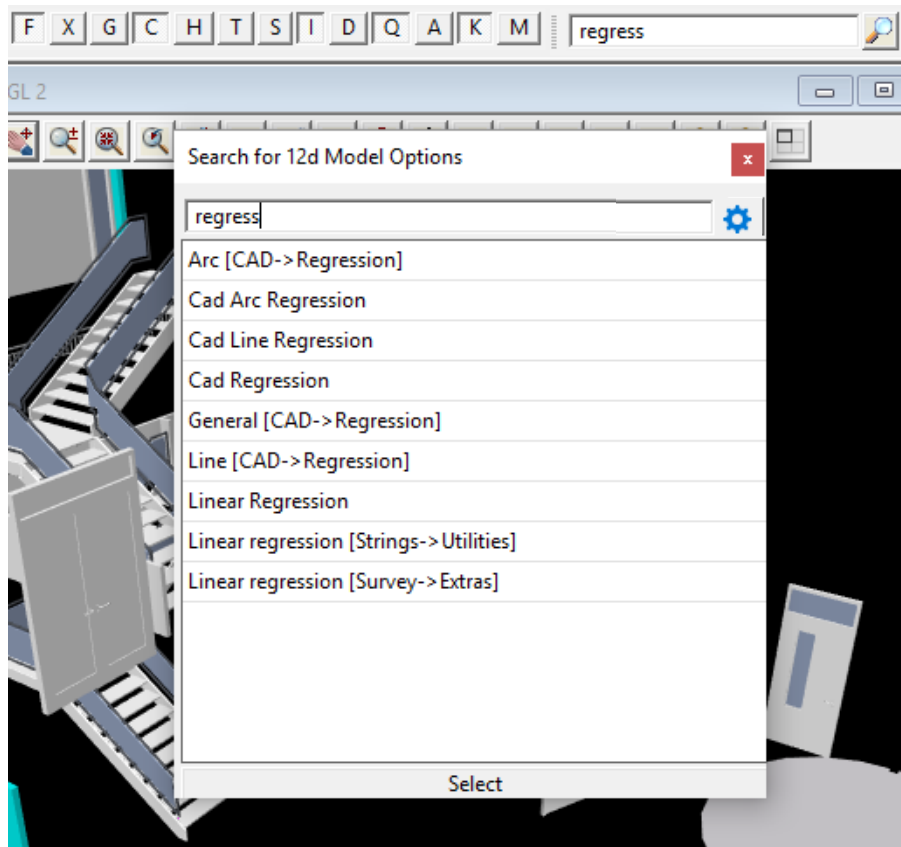 F X G C H T S I D Q A K M regress
GL 2
Search for 12d Model Options
x
regress
Arc [CAD->Regression]
Cad Arc Regression
Cad Line Regression
Cad Regression
General [CAD->Regression]
Line [CAD->Regression]
Linear Regression
Linear regression [Strings->Utilities]
Linear regression [Survey->Extras]
Select